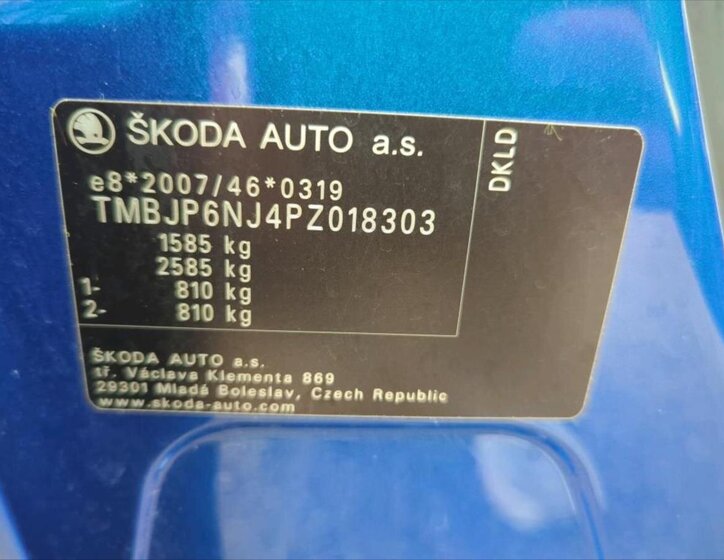 ŠKODA AUTO a.s.
DKLD
e8*2007/46*0319
TMBJP6NJ4PZ018303
1585 kg
2585 kg
1- 810 kg
2- 810 kg
ŠKODA AUTO a.s.
tř. Václava Klementa 869
29301 Mladá Boleslav, Czech Republic
www.skoda-auto.com